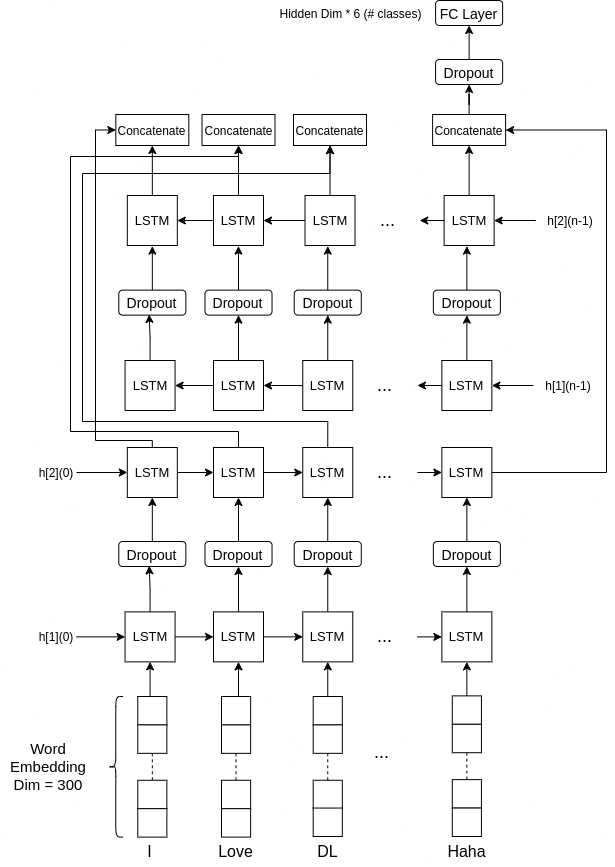 Hidden Dim * 6 (# classes) FC Layer
Dropout
Concatenate Concatenate Concatenate Concatenate
LSTM LSTM LSTM ... LSTM h[2](n-1)
Dropout Dropout Dropout Dropout
LSTM LSTM LSTM ... LSTM h[1](n-1)
h[2](0) LSTM LSTM LSTM ... LSTM
Dropout Dropout Dropout Dropout
h[1](0) LSTM LSTM LSTM ... LSTM
Word
Embedding
Dim = 300
...
I Love DL Haha